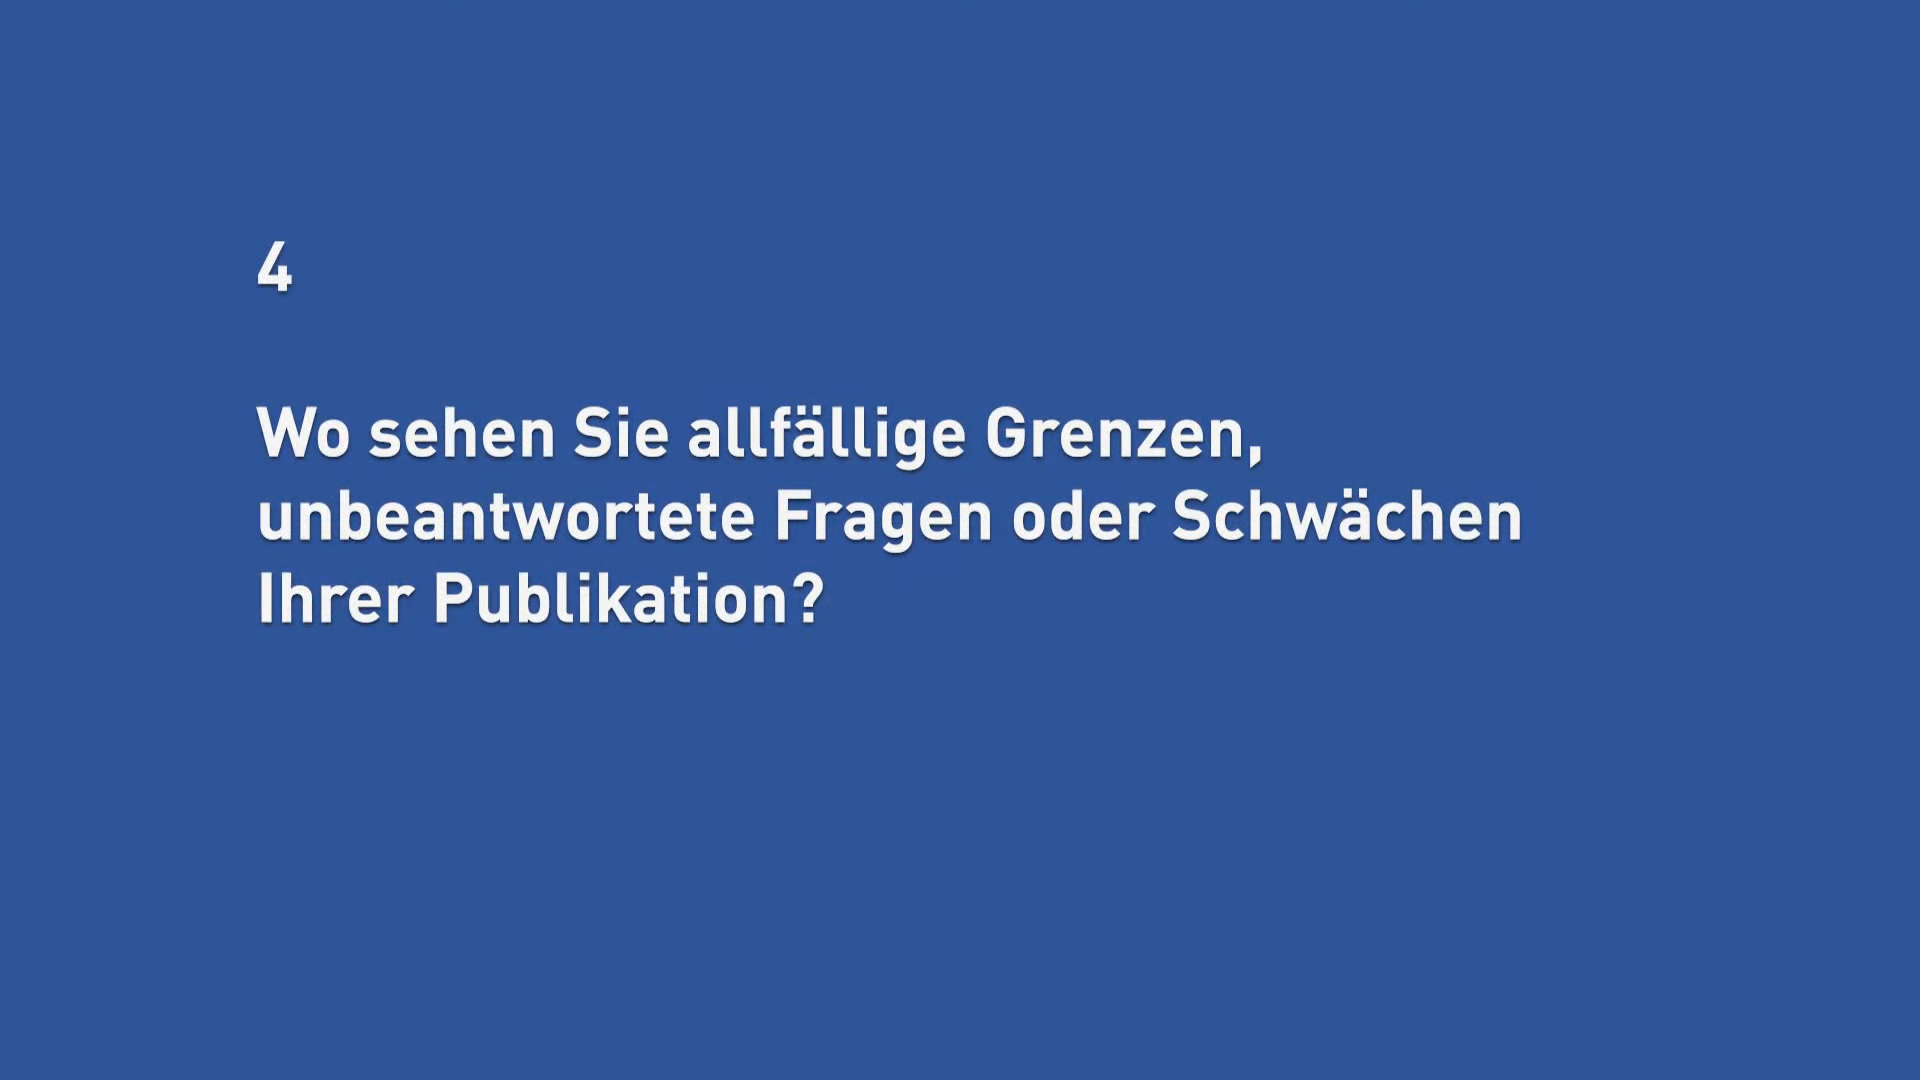 4
Wo sehen Sie allfällige Grenzen,
unbeantwortete Fragen oder Schwächen
Ihrer Publikation?